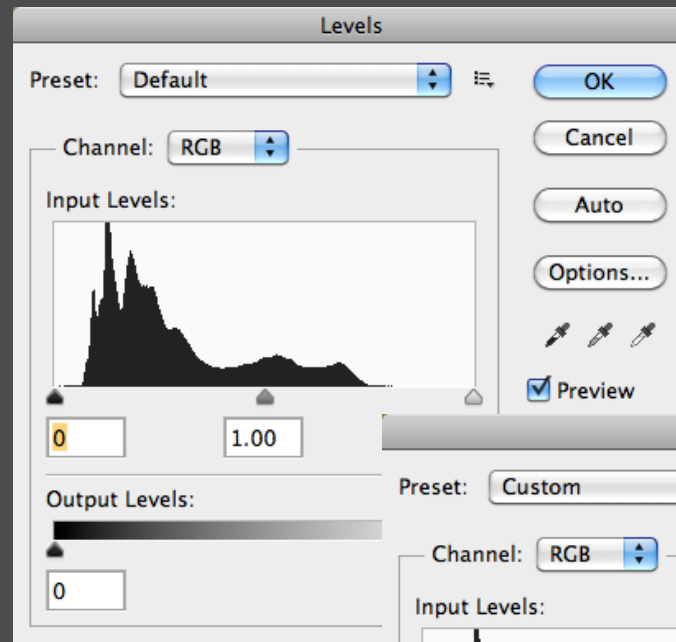 Levels
Preset: Default
OK
Channel: RGB
Cancel
Input Levels:
Auto
Options...
Preview
0 1.00
Preset: Custom
Output Levels:
Channel: RGB
0
Input Levels: